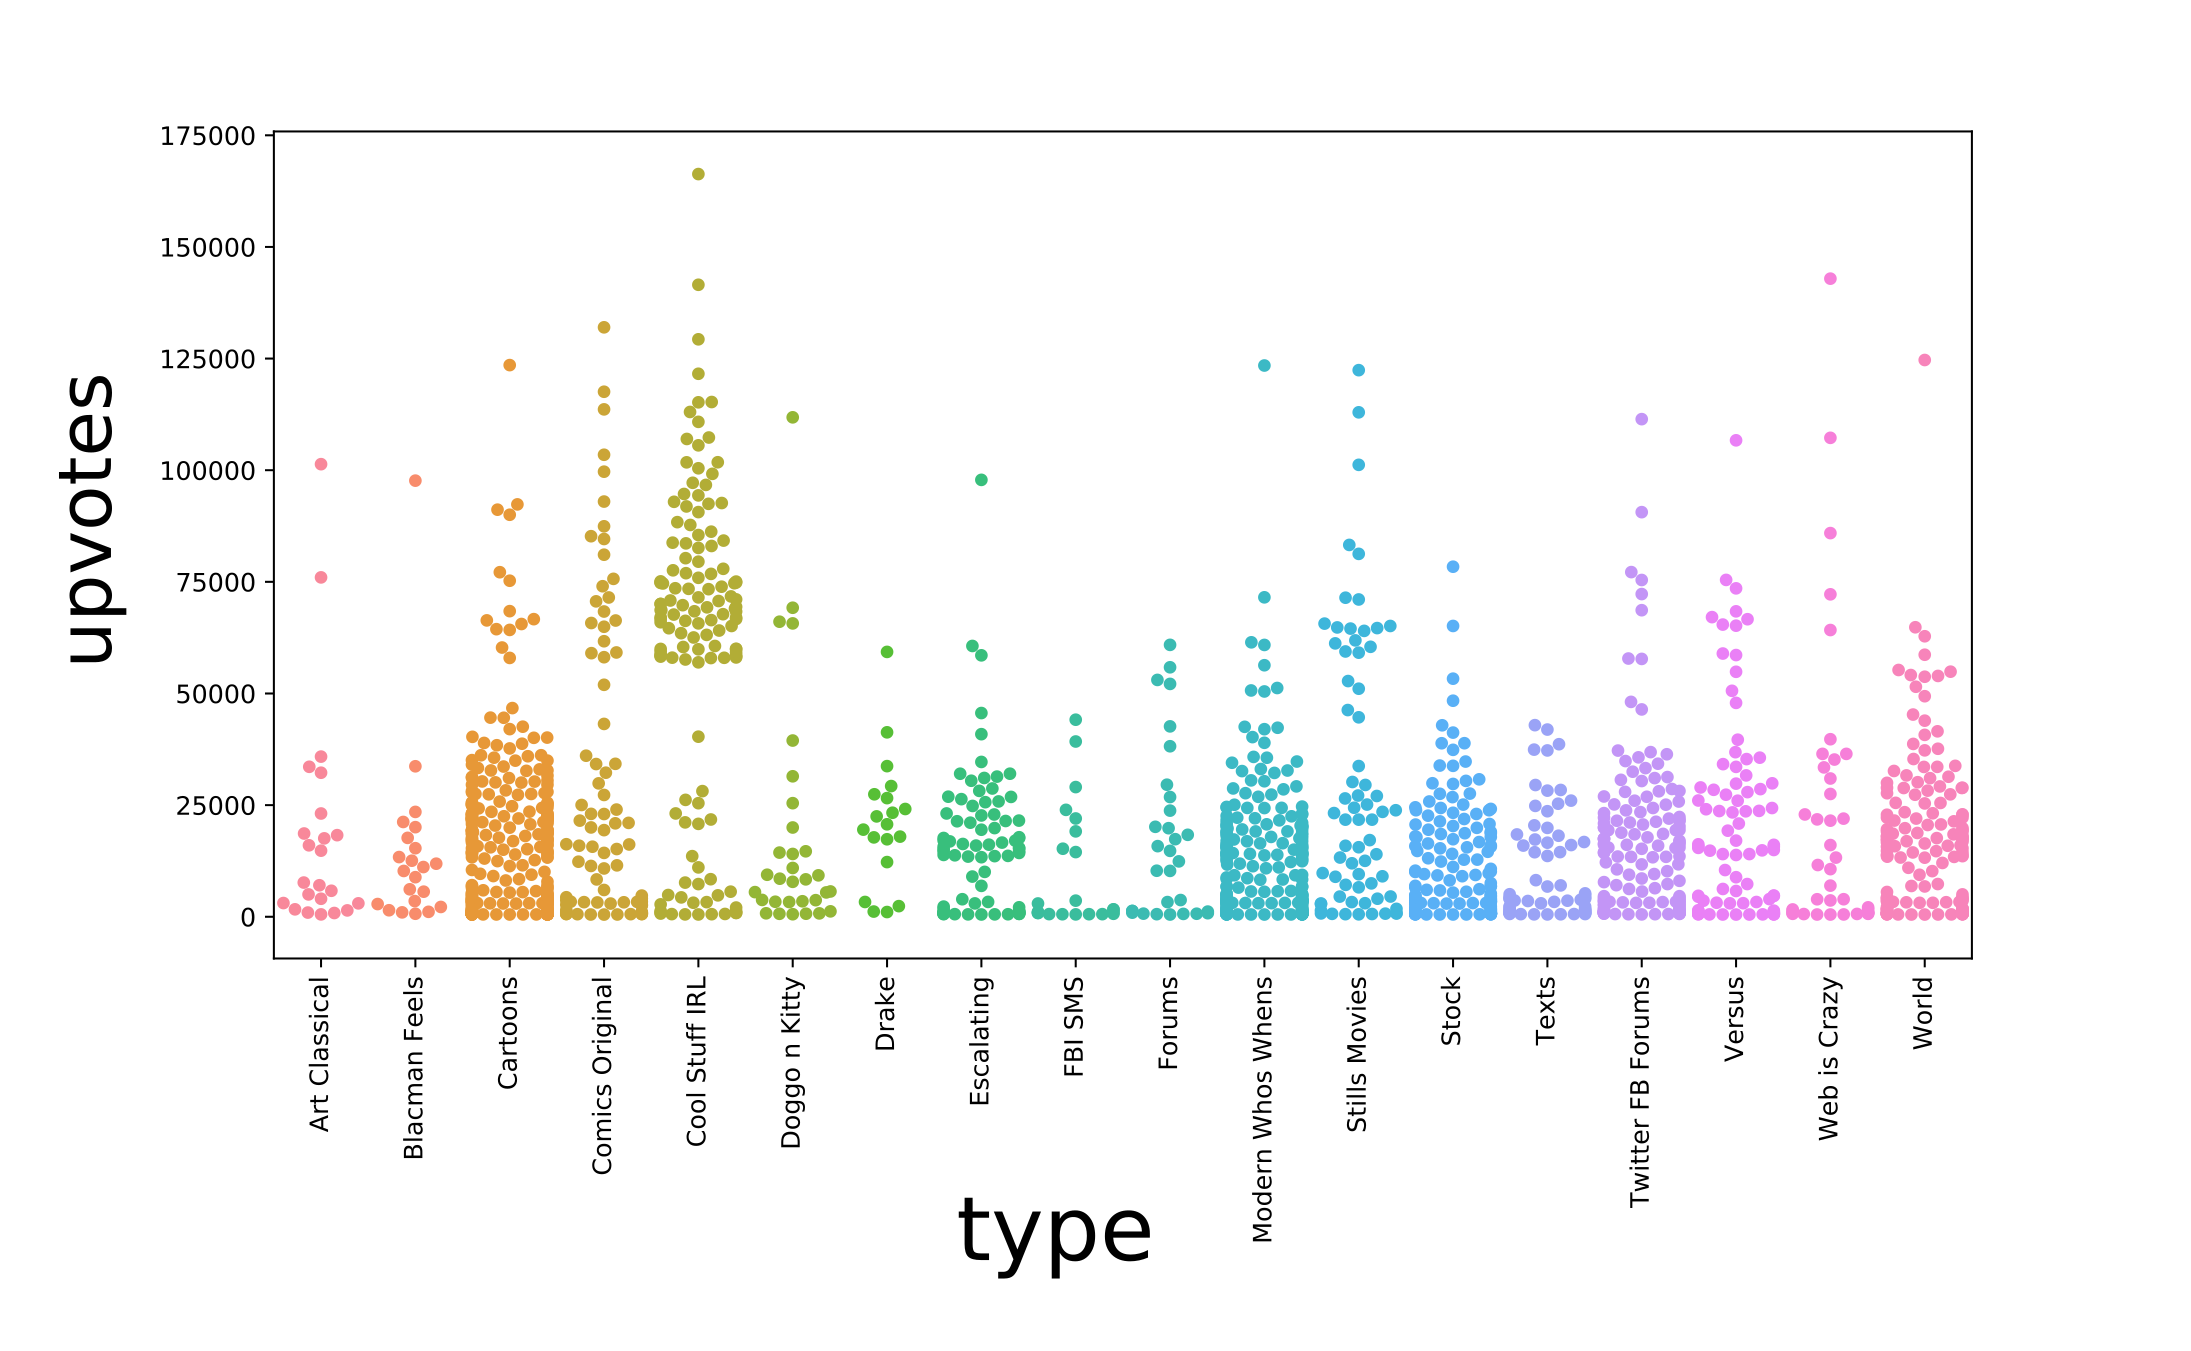 175000
150000
125000
100000
75000
50000
25000
0
upvotes
Art Classical
Blacman Feels
Cartoons
Comics Original
Cool Stuff IRL
Doggo n Kitty
Drake
Escalating
FBI SMS
Forums
Modern Whos Whens
Stills Movies
Stock
Texts
Twitter FB Forums
Versus
Web is Crazy
World
type